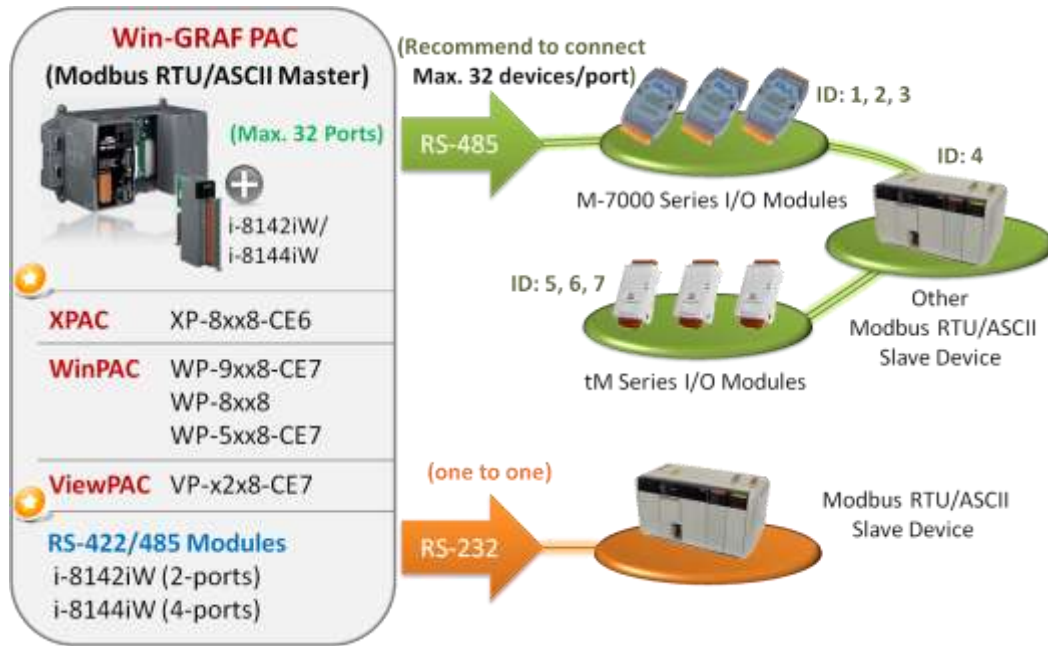 Win-GRAF PAC
(Modbus RTU/ASCII Master)
(Max. 32 Ports)
i-8142iW/
i-8144iW
XPAC XP-8xx8-CE6
WinPAC WP-9xx8-CE7
WP-8xx8
WP-5xx8-CE7
ViewPAC VP-x2x8-CE7
RS-422/485 Modules
i-8142iW (2-ports)
i-8144iW (4-ports)
(Recommend to connect
Max. 32 devices/port)
RS-485
ID: 1, 2, 3
M-7000 Series I/O Modules
ID: 4
Other
Modbus RTU/ASCII
Slave Device
ID: 5, 6, 7
tM Series I/O Modules
(one to one)
RS-232
Modbus RTU/ASCII
Slave Device